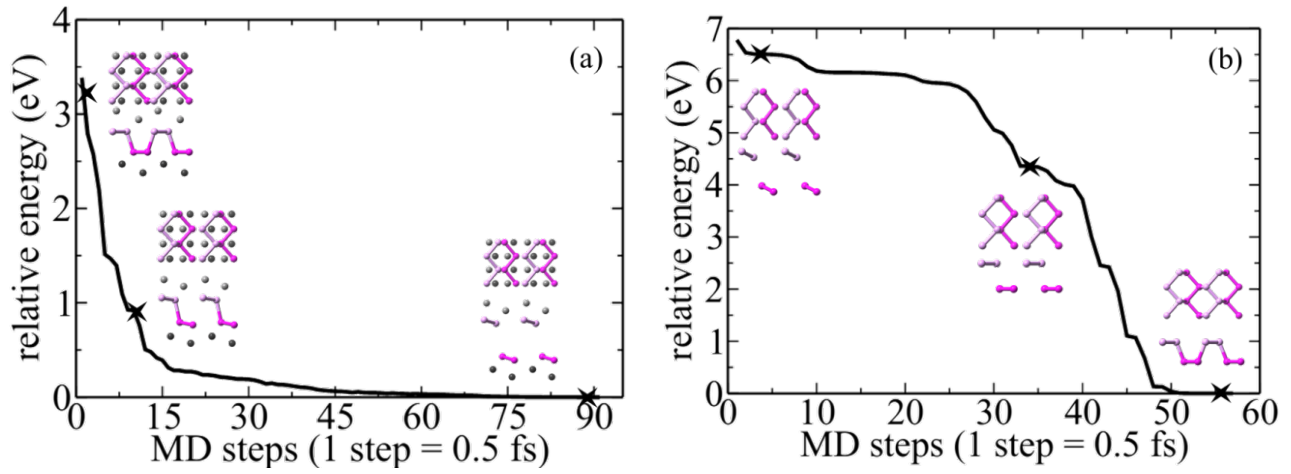 4
3
2
1
0
relative energy (eV)
(a)
0 15 30 45 60 75 90
MD steps (1 step = 0.5 fs)
7
6
5
4
3
2
1
0
relative energy (eV)
(b)
0 10 20 30 40 50 60
MD steps (1 step = 0.5 fs)